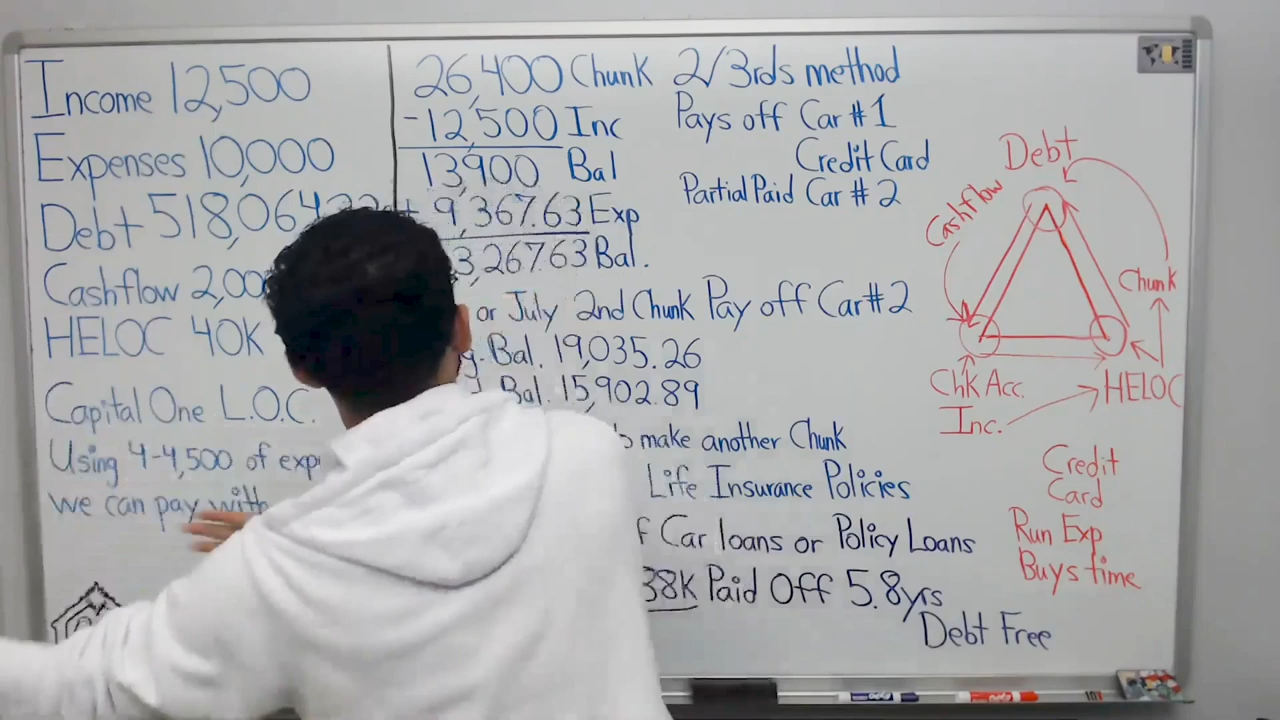 Income 12,500
Expenses 10,000
Debt 518,064
Cashflow 2,00
HELOC 40K
Capital One L.O.C.
Using 4-4,500 of exp
we can pay with
26,400 Chunk
-12,500 Inc
13,900 Bal
9,367.63 Exp
3,267.63 Bal.
or July 2nd Chunk Pay off Car #2
Bal. 19,035.26
Bal. 15,902.89
make another Chunk
Life Insurance Policies
Car loans or Policy Loans
38K Paid Off 5.8yrs
Debt Free
2/3rds method
Pays off Car #1
Credit Card
Partial Paid Car #2
Debt
Cashflow
Chunk
Chk Acc.
HELOC
Inc.
Credit
Card
Run Exp
Buys time